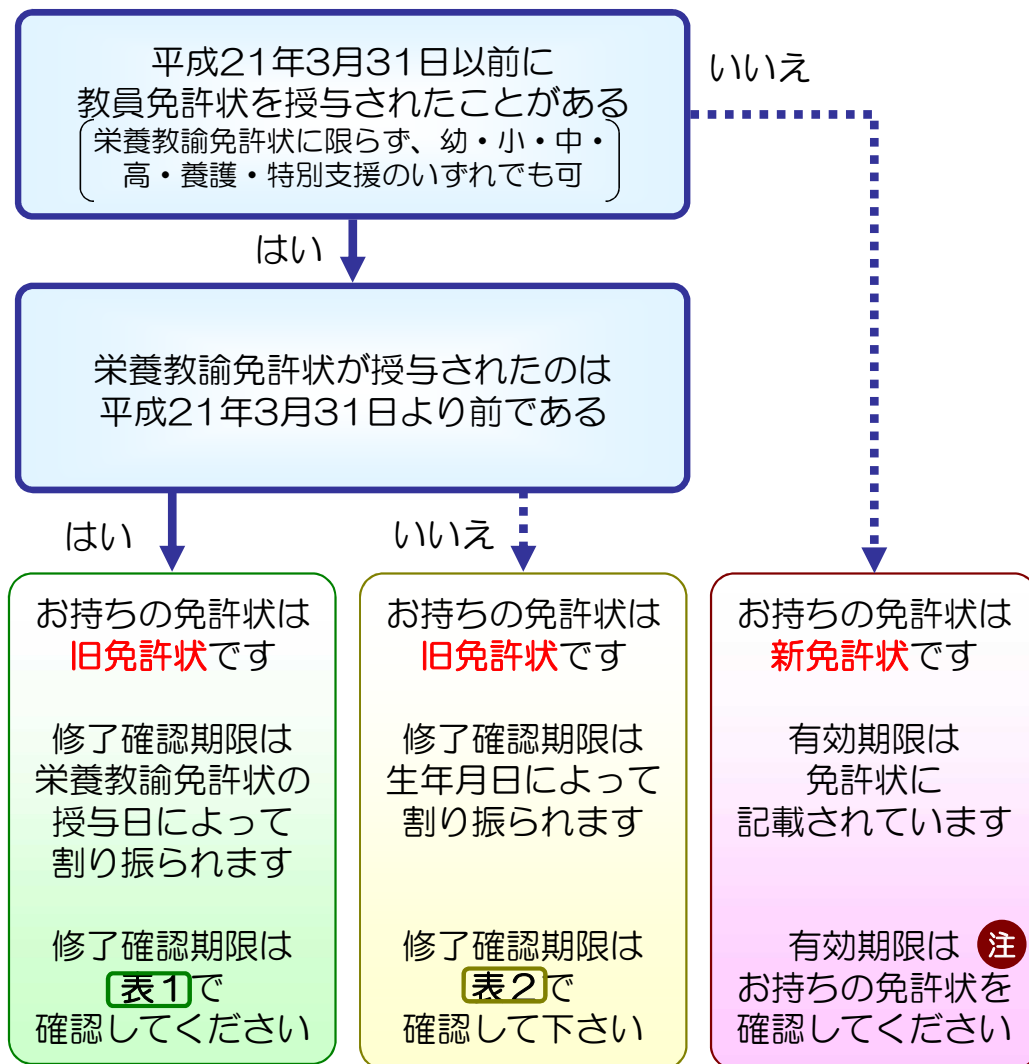 平成21年3月31日以前に
教員免許状を授与されたことがある
栄養教諭免許状に限らず、幼・小・中・
高・養護・特別支援のいずれでも可
いいえ
はい
栄養教諭免許状が授与されたのは
平成21年3月31日より前である
はい
いいえ
お持ちの免許状は
旧免許状です
修了確認期限は
栄養教諭免許状の
授与日によって
割り振られます
修了確認期限は
表1で
確認してください
お持ちの免許状は
旧免許状です
修了確認期限は
生年月日によって
割り振られます
修了確認期限は
表2で
確認して下さい
お持ちの免許状は
新免許状です
有効期限は
免許状に
記載されています
有効期限は 注
お持ちの免許状を
確認してください